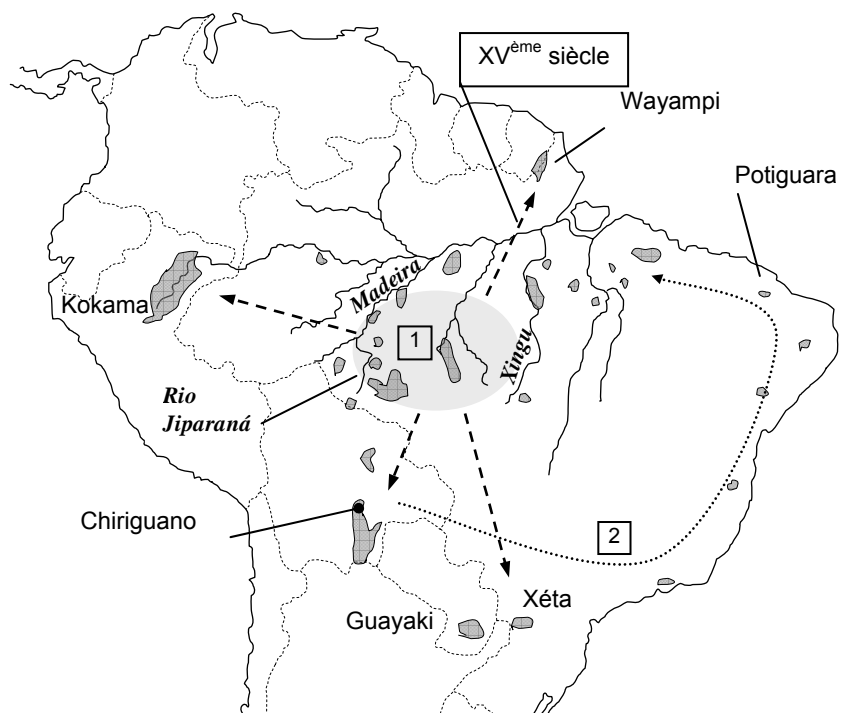 XVème siècle
Wayampi
Potiguara
Madeira
Kokama
1
Xingu
Rio
Jiparaná
Chiriguano
2
Xéta
Guayaki